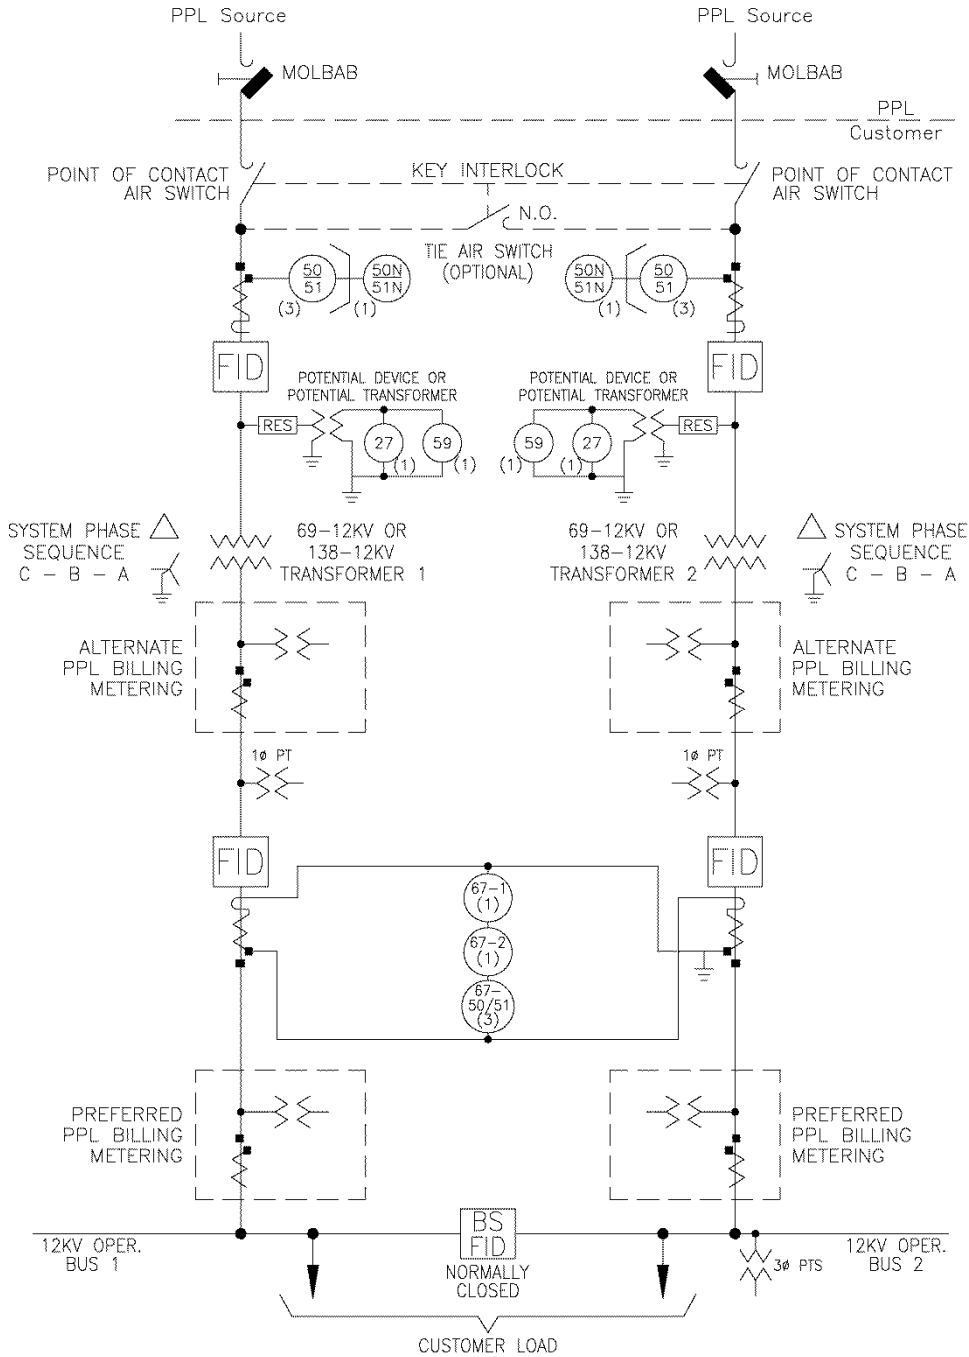 PPL Source
PPL Source
MOLBAB
MOLBAB
PPL
Customer
POINT OF CONTACT
AIR SWITCH
KEY INTERLOCK
POINT OF CONTACT
AIR SWITCH
N.O.
TIE AIR SWITCH
(OPTIONAL)
50
51
(3)
50N
51N
(1)
50N
51N
(1)
50
51
(3)
FID
FID
POTENTIAL DEVICE OR
POTENTIAL TRANSFORMER
POTENTIAL DEVICE OR
POTENTIAL TRANSFORMER
RES
27
(1)
59
(1)
59
(1)
27
(1)
RES
SYSTEM PHASE
SEQUENCE
C - B - A
69-12KV OR
138-12KV
TRANSFORMER 1
69-12KV OR
138-12KV
TRANSFORMER 2
SYSTEM PHASE
SEQUENCE
C - B - A
ALTERNATE
PPL BILLING
METERING
ALTERNATE
PPL BILLING
METERING
1ø PT
1ø PT
FID
FID
67-1
(1)
67-2
(1)
67-
50/51
(3)
PREFERRED
PPL BILLING
METERING
PREFERRED
PPL BILLING
METERING
12KV OPER.
BUS 1
BS
FID
NORMALLY
CLOSED
3ø PTS
12KV OPER.
BUS 2
CUSTOMER LOAD